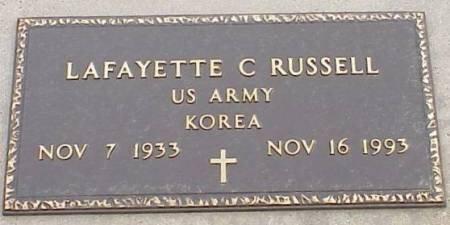 LAFAYETTE C RUSSELL
US ARMY
KOREA
NOV 7 1933 NOV 16 1993